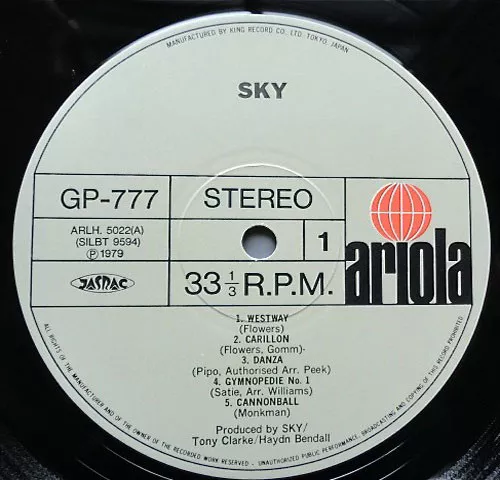 MANUFACTURED BY KING RECORD CO. LTD. TOKYO, JAPAN
SKY
GP-777
STEREO
ARLH. 5022(A)
(SILBT 9594)
Ⓟ1979
1
JASRAC
33 1/3 R.P.M.
ariola
1. WESTWAY
(Flowers)
2. CARILLON
(Flowers, Gomm)-
3. DANZA
(Pipo, Authorised Arr. Peek)
4. GYMNOPEDIE No. 1
(Satie, Arr. Williams)
5. CANNONBALL
(Monkman)
Produced by SKY/
Tony Clarke/Haydn Bendall
ALL RIGHTS OF THE MANUFACTURER AND OF THE OWNER OF THE RECORDED WORK RESERVED - UNAUTHORIZED PUBLIC PERFORMANCE, BROADCASTING AND COPYING OF THIS RECORD PROHIBITED